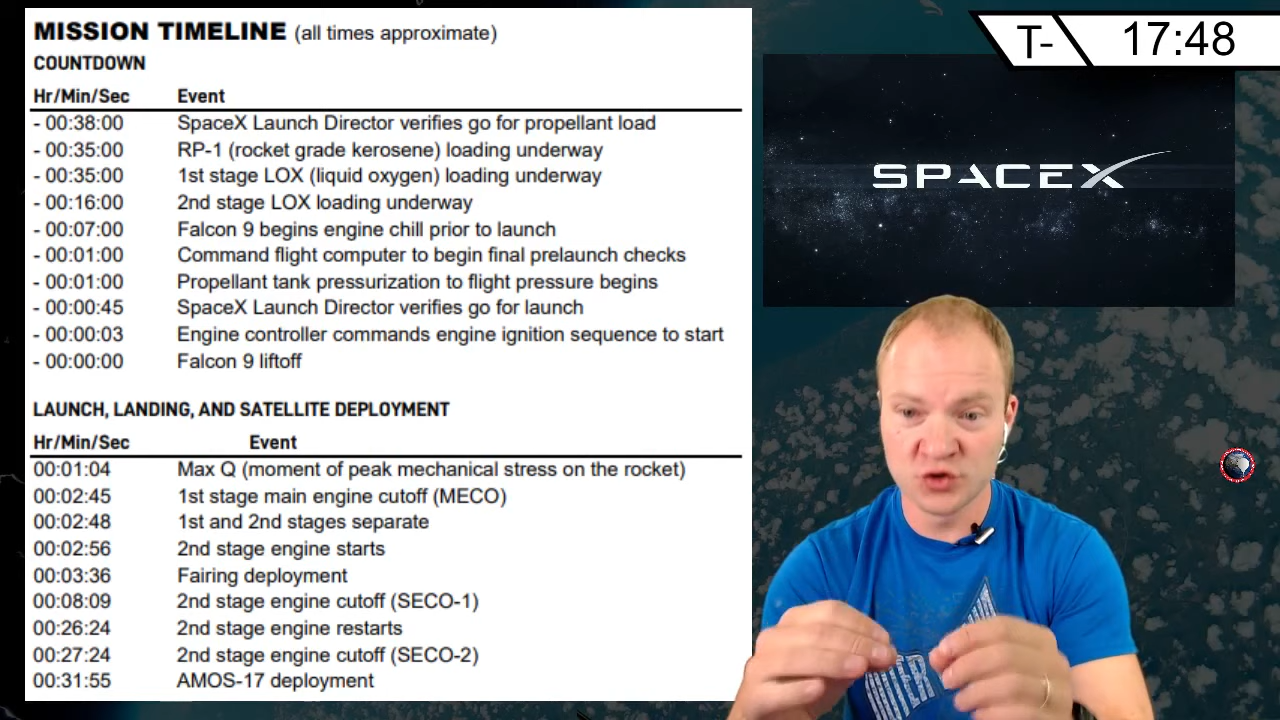 MISSION TIMELINE (all times approximate)
COUNTDOWN
Hr/Min/Sec Event
- 00:38:00 SpaceX Launch Director verifies go for propellant load
- 00:35:00 RP-1 (rocket grade kerosene) loading underway
- 00:35:00 1st stage LOX (liquid oxygen) loading underway
- 00:16:00 2nd stage LOX loading underway
- 00:07:00 Falcon 9 begins engine chill prior to launch
- 00:01:00 Command flight computer to begin final prelaunch checks
- 00:01:00 Propellant tank pressurization to flight pressure begins
- 00:00:45 SpaceX Launch Director verifies go for launch
- 00:00:03 Engine controller commands engine ignition sequence to start
- 00:00:00 Falcon 9 liftoff
LAUNCH, LANDING, AND SATELLITE DEPLOYMENT
Hr/Min/Sec Event
00:01:04 Max Q (moment of peak mechanical stress on the rocket)
00:02:45 1st stage main engine cutoff (MECO)
00:02:48 1st and 2nd stages separate
00:02:56 2nd stage engine starts
00:03:36 Fairing deployment
00:08:09 2nd stage engine cutoff (SECO-1)
00:26:24 2nd stage engine restarts
00:27:24 2nd stage engine cutoff (SECO-2)
00:31:55 AMOS-17 deployment
T- 17:48
SPACEX